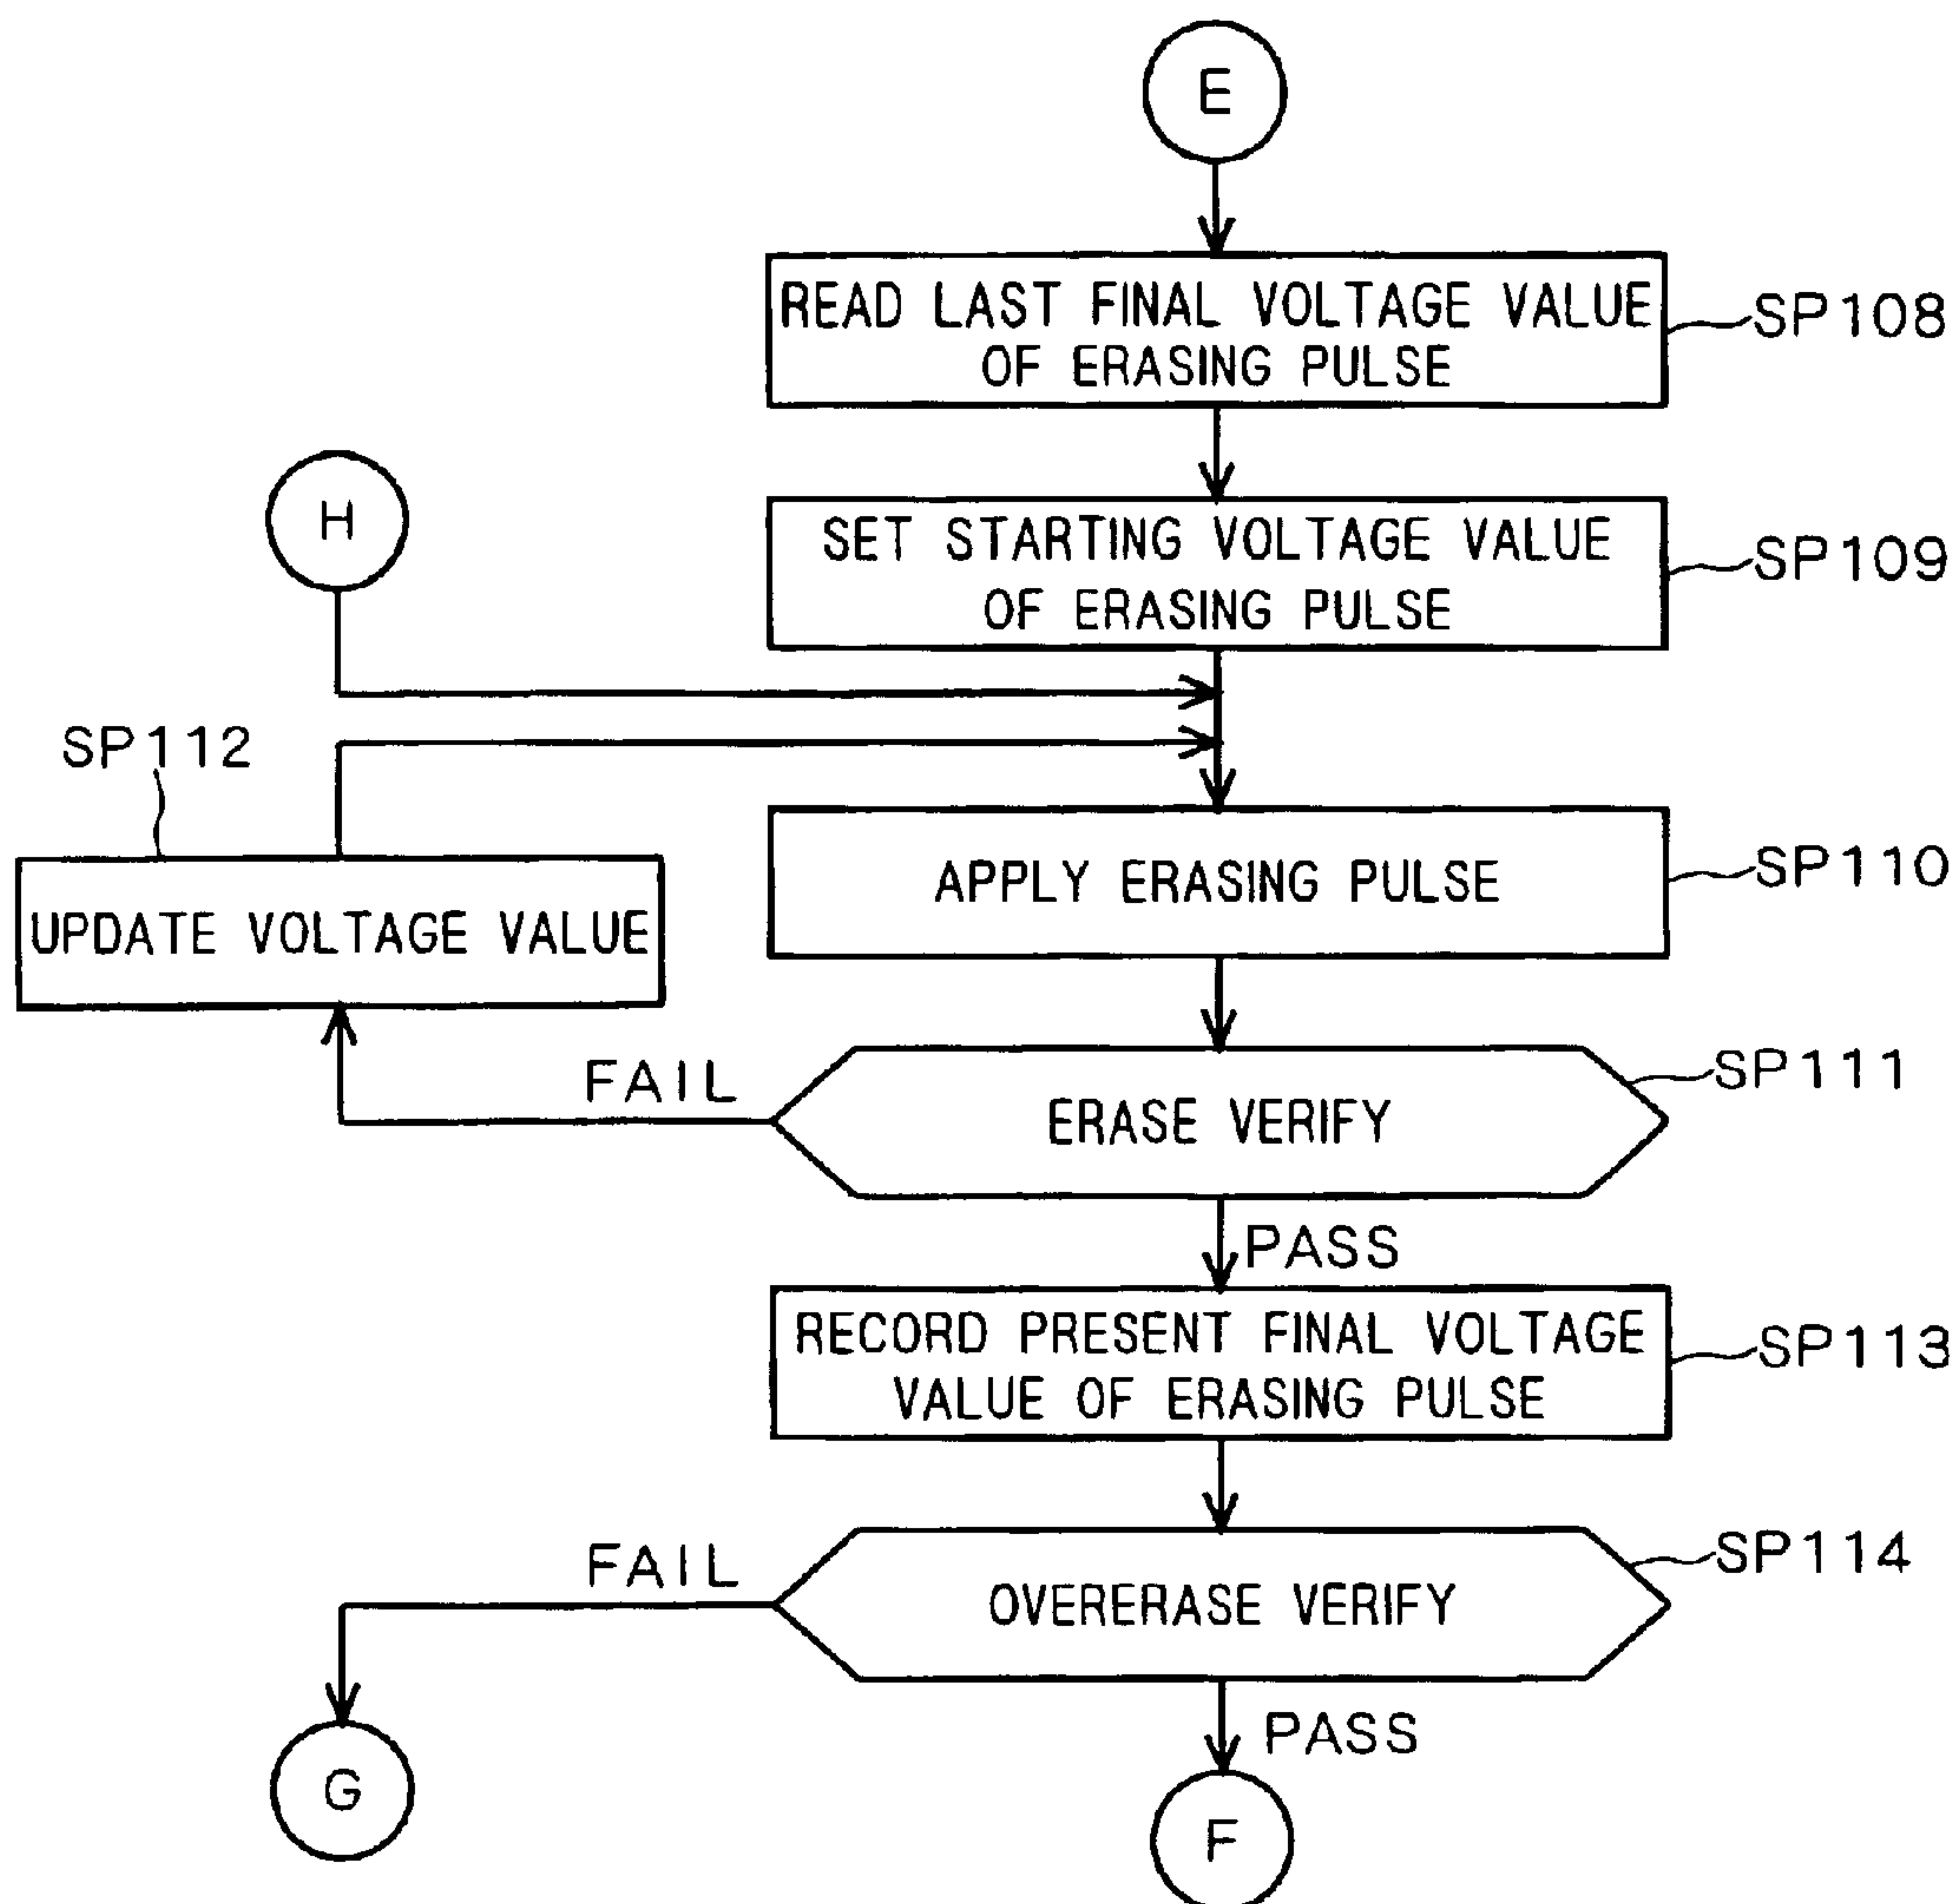 E
READ LAST FINAL VOLTAGE VALUE
OF ERASING PULSE
SP108
H
SET STARTING VOLTAGE VALUE
OF ERASING PULSE
SP109
SP112
UPDATE VOLTAGE VALUE
APPLY ERASING PULSE
SP110
FAIL
ERASE VERIFY
SP111
PASS
RECORD PRESENT FINAL VOLTAGE
VALUE OF ERASING PULSE
SP113
FAIL
OVERERASE VERIFY
SP114
PASS
G
F